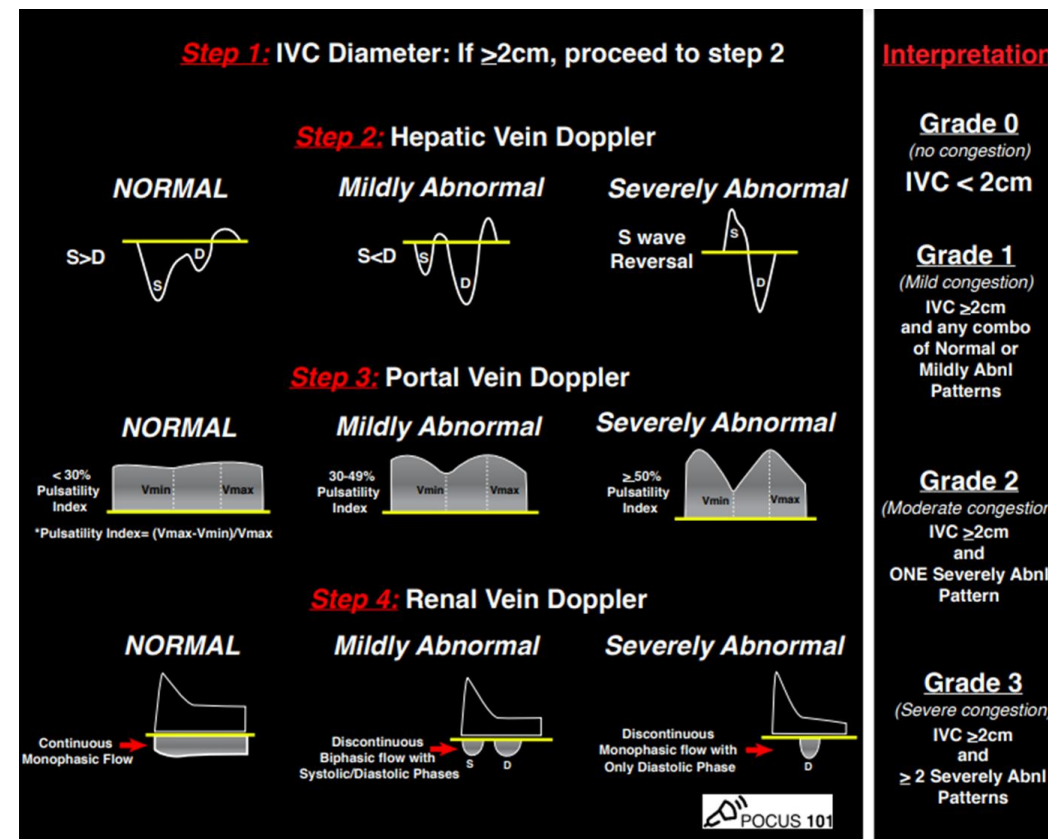 Step 1: IVC Diameter: If ≥2cm, proceed to step 2
Step 2: Hepatic Vein Doppler
NORMAL
Mildly Abnormal
Severely Abnormal
S>D
S
D
S<D
S
D
S wave
Reversal
S
D
Step 3: Portal Vein Doppler
NORMAL
Mildly Abnormal
Severely Abnormal
< 30%
Pulsatility
Index
Vmin
Vmax
30-49%
Pulsatility
Index
Vmin
Vmax
≥50%
Pulsatility
Index
Vmin
Vmax
*Pulsatility Index= (Vmax-Vmin)/Vmax
Step 4: Renal Vein Doppler
NORMAL
Mildly Abnormal
Severely Abnormal
Continuous
Monophasic Flow
Discontinuous
Biphasic flow with
Systolic/Diastolic Phases
S
D
Discontinuous
Monophasic flow with
Only Diastolic Phase
D
POCUS 101
Interpretation
Grade 0
(no congestion)
IVC < 2cm
Grade 1
(Mild congestion)
IVC ≥2cm
and any combo
of Normal or
Mildly Abnl
Patterns
Grade 2
(Moderate congestion
IVC ≥2cm
and
ONE Severely Abnl
Pattern
Grade 3
(Severe congestion)
IVC ≥2cm
and
≥ 2 Severely Abnl
Patterns